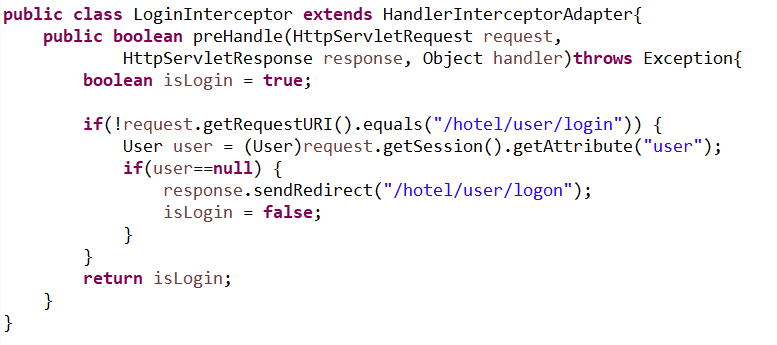 public class LoginInterceptor extends HandlerInterceptorAdapter{
    public boolean preHandle(HttpServletRequest request,
            HttpServletResponse response, Object handler)throws Exception{
        boolean isLogin = true;

        if(!request.getRequestURI().equals("/hotel/user/login")) {
            User user = (User)request.getSession().getAttribute("user");
            if(user==null) {
                response.sendRedirect("/hotel/user/logon");
                isLogin = false;
            }
        }
        return isLogin;
    }
}